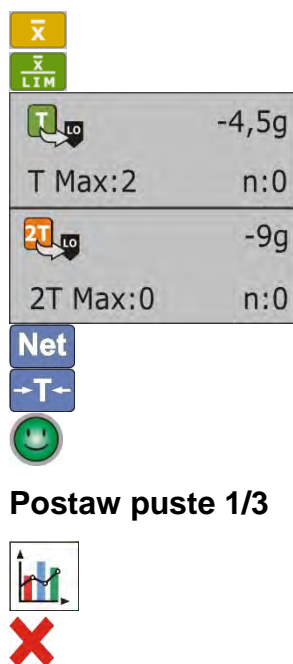 x̄
x̄
LIM
T LO -4,5g
T Max:2 n:0
2T LO -9g
2T Max:0 n:0
Net
→T←
Postaw puste 1/3